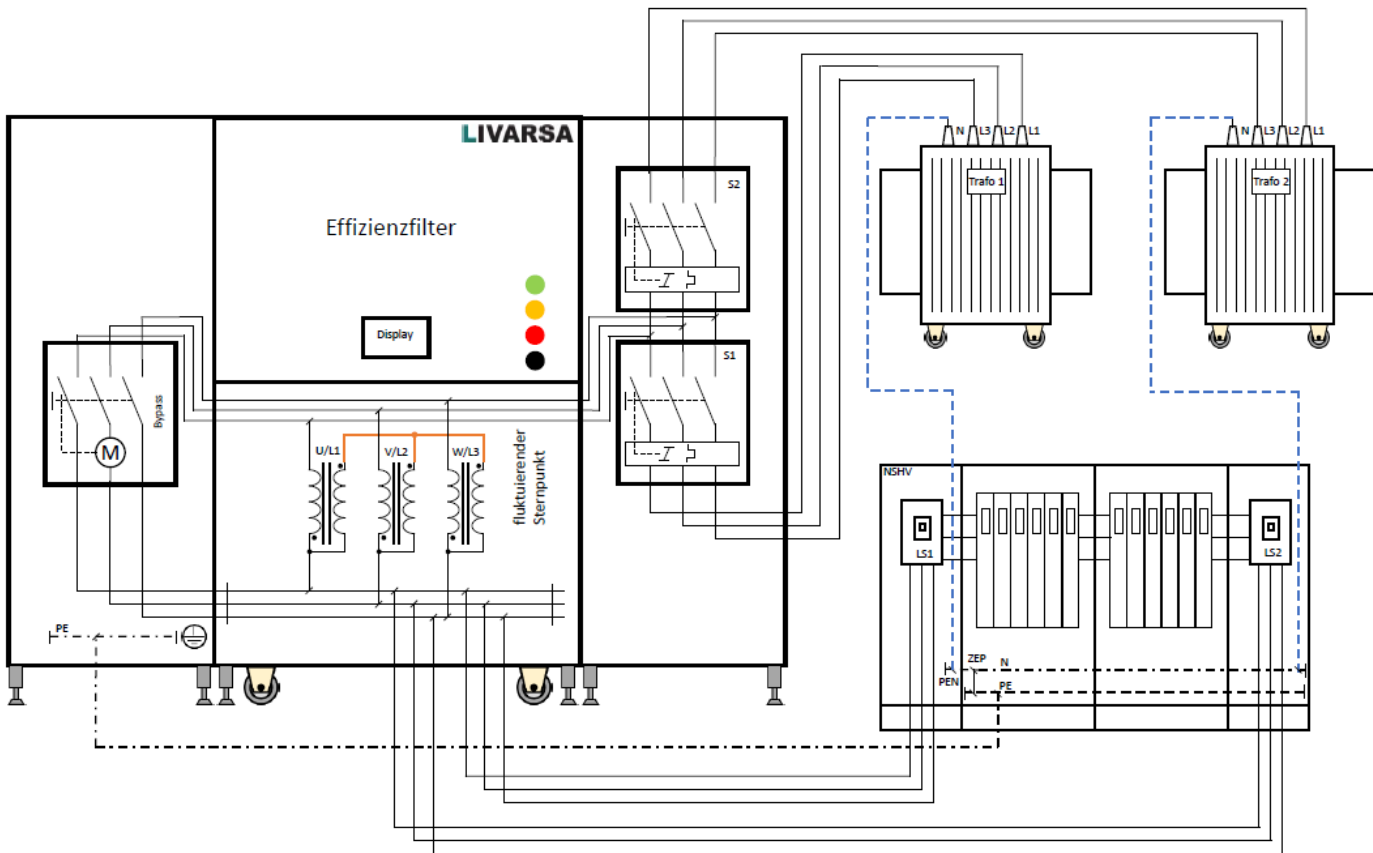 LIVARSA
Effizienzfilter
Display
S2
S1
Bypass
M
U/L1
V/L2
W/L3
fluktuierender
Sternpunkt
PE
N
L3
L2
L1
Trafo 1
N
L3
L2
L1
Trafo 2
NSHV
LS1
LS2
ZEP
N
PEN
PE